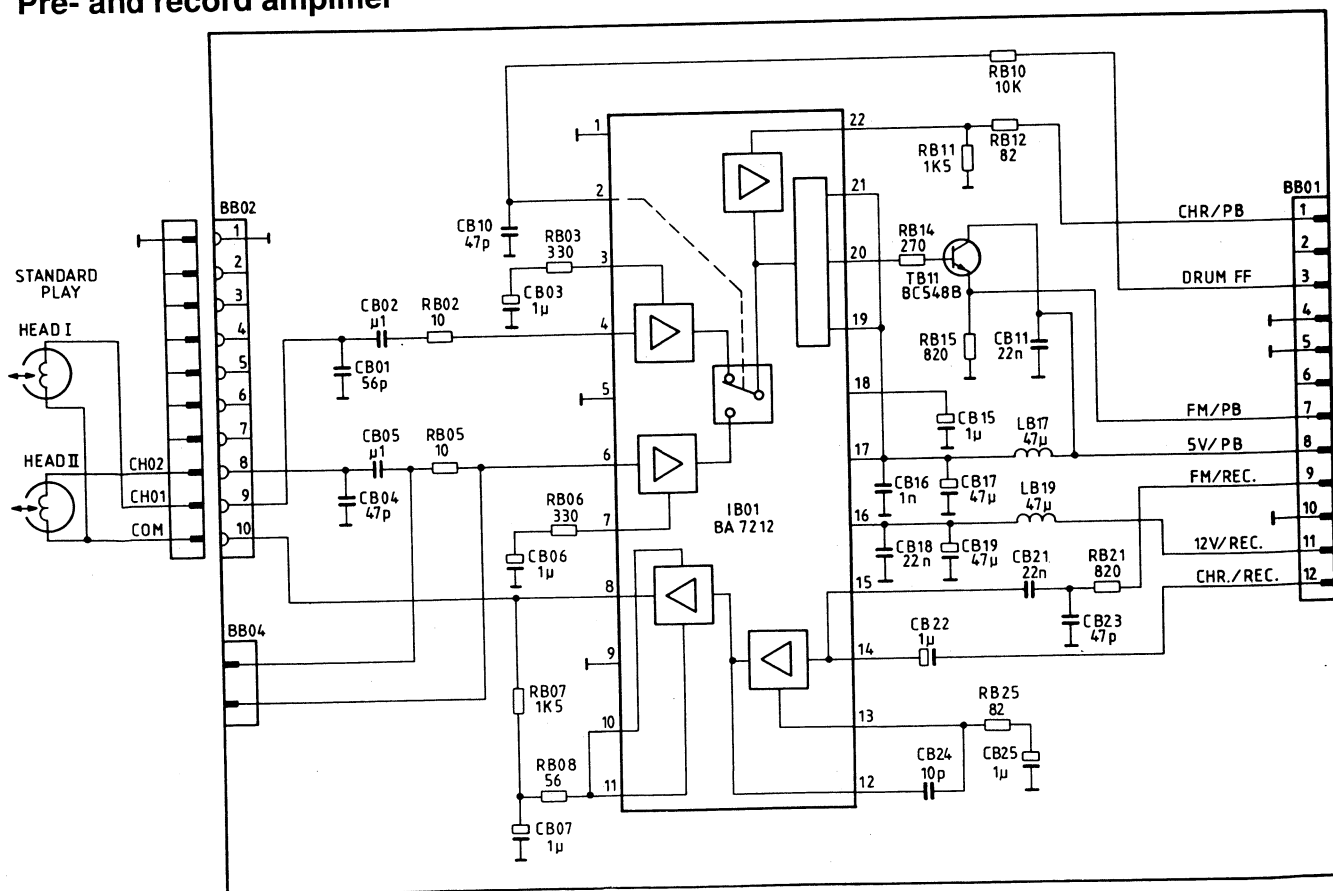 Pre- and record amplifier
RB10
10K
22
RB12
82
RB11
1K5
BB01
1
CHR/PB
2
DRUM FF
3
4
5
6
FM/PB
7
5V/PB
8
FM/REC.
9
10
12V/REC.
11
CHR./REC.
12
1
2
CB10
47p
RB03
330
3
CB03
1µ
21
RB14
270
20
TB11
BC548B
19
RB15
820
CB11
22n
BB02
1
2
3
4
5
6
7
8
9
10
STANDARD
PLAY
HEAD I
HEAD II
CH02
CH01
COM
CB02
µ1
RB02
10
4
CB01
56p
5
18
CB15
1µ
LB17
47µ
17
CB05
µ1
RB05
10
6
CB04
47p
RB06
330
7
CB06
1µ
IB01
BA 7212
CB16
1n
CB17
47µ
LB19
47µ
16
CB18
22n
CB19
47µ
CB21
22n
RB21
820
15
CB23
47p
8
CB22
1µ
14
BB04
9
RB07
1K5
10
13
RB25
82
CB24
10p
CB25
1µ
12
RB08
56
11
CB07
1µ